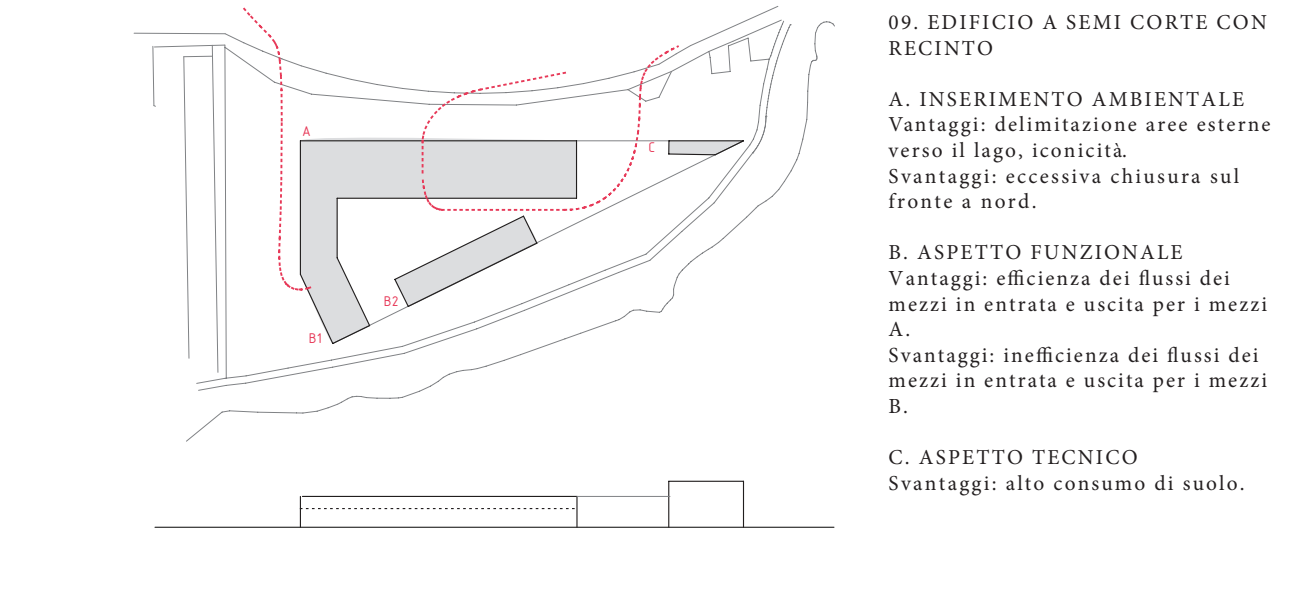 A
C
B2
B1
09. EDIFICIO A SEMI CORTE CON
RECINTO
A. INSERIMENTO AMBIENTALE
Vantaggi: delimitazione aree esterne
verso il lago, iconicità.
Svantaggi: eccessiva chiusura sul
fronte a nord.
B. ASPETTO FUNZIONALE
Vantaggi: efficienza dei flussi dei
mezzi in entrata e uscita per i mezzi
A.
Svantaggi: inefficienza dei flussi dei
mezzi in entrata e uscita per i mezzi
B.
C. ASPETTO TECNICO
Svantaggi: alto consumo di suolo.